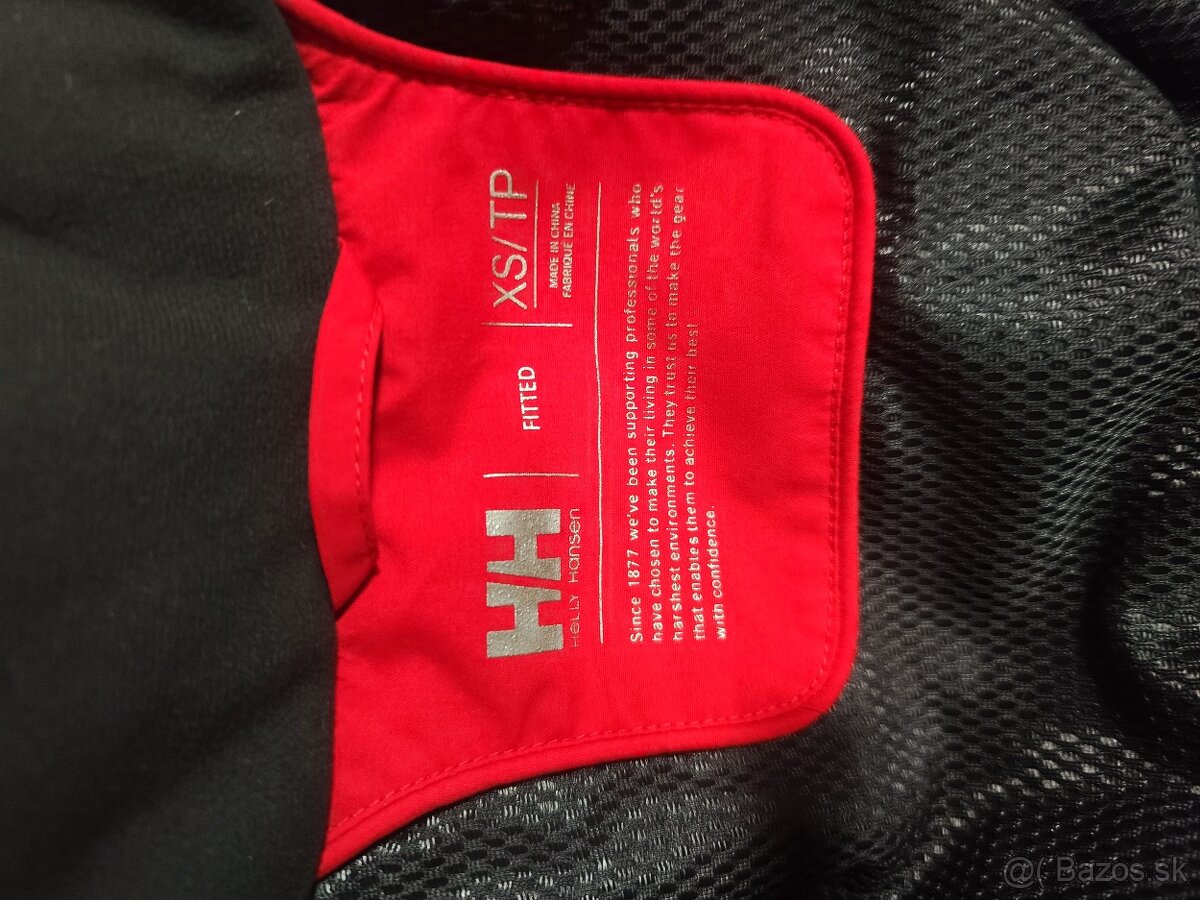 H/H
HELLY HANSEN
FITTED
XS/TP
MADE IN CHINA
FABRIQUÉ EN CHINE
Since 1877 we've been supporting professionals who
have chosen to make their living in some of the world's
harshest environments. They trust us to make the gear
that enables them to achieve their best -
with confidence.
@( Bazos.sk